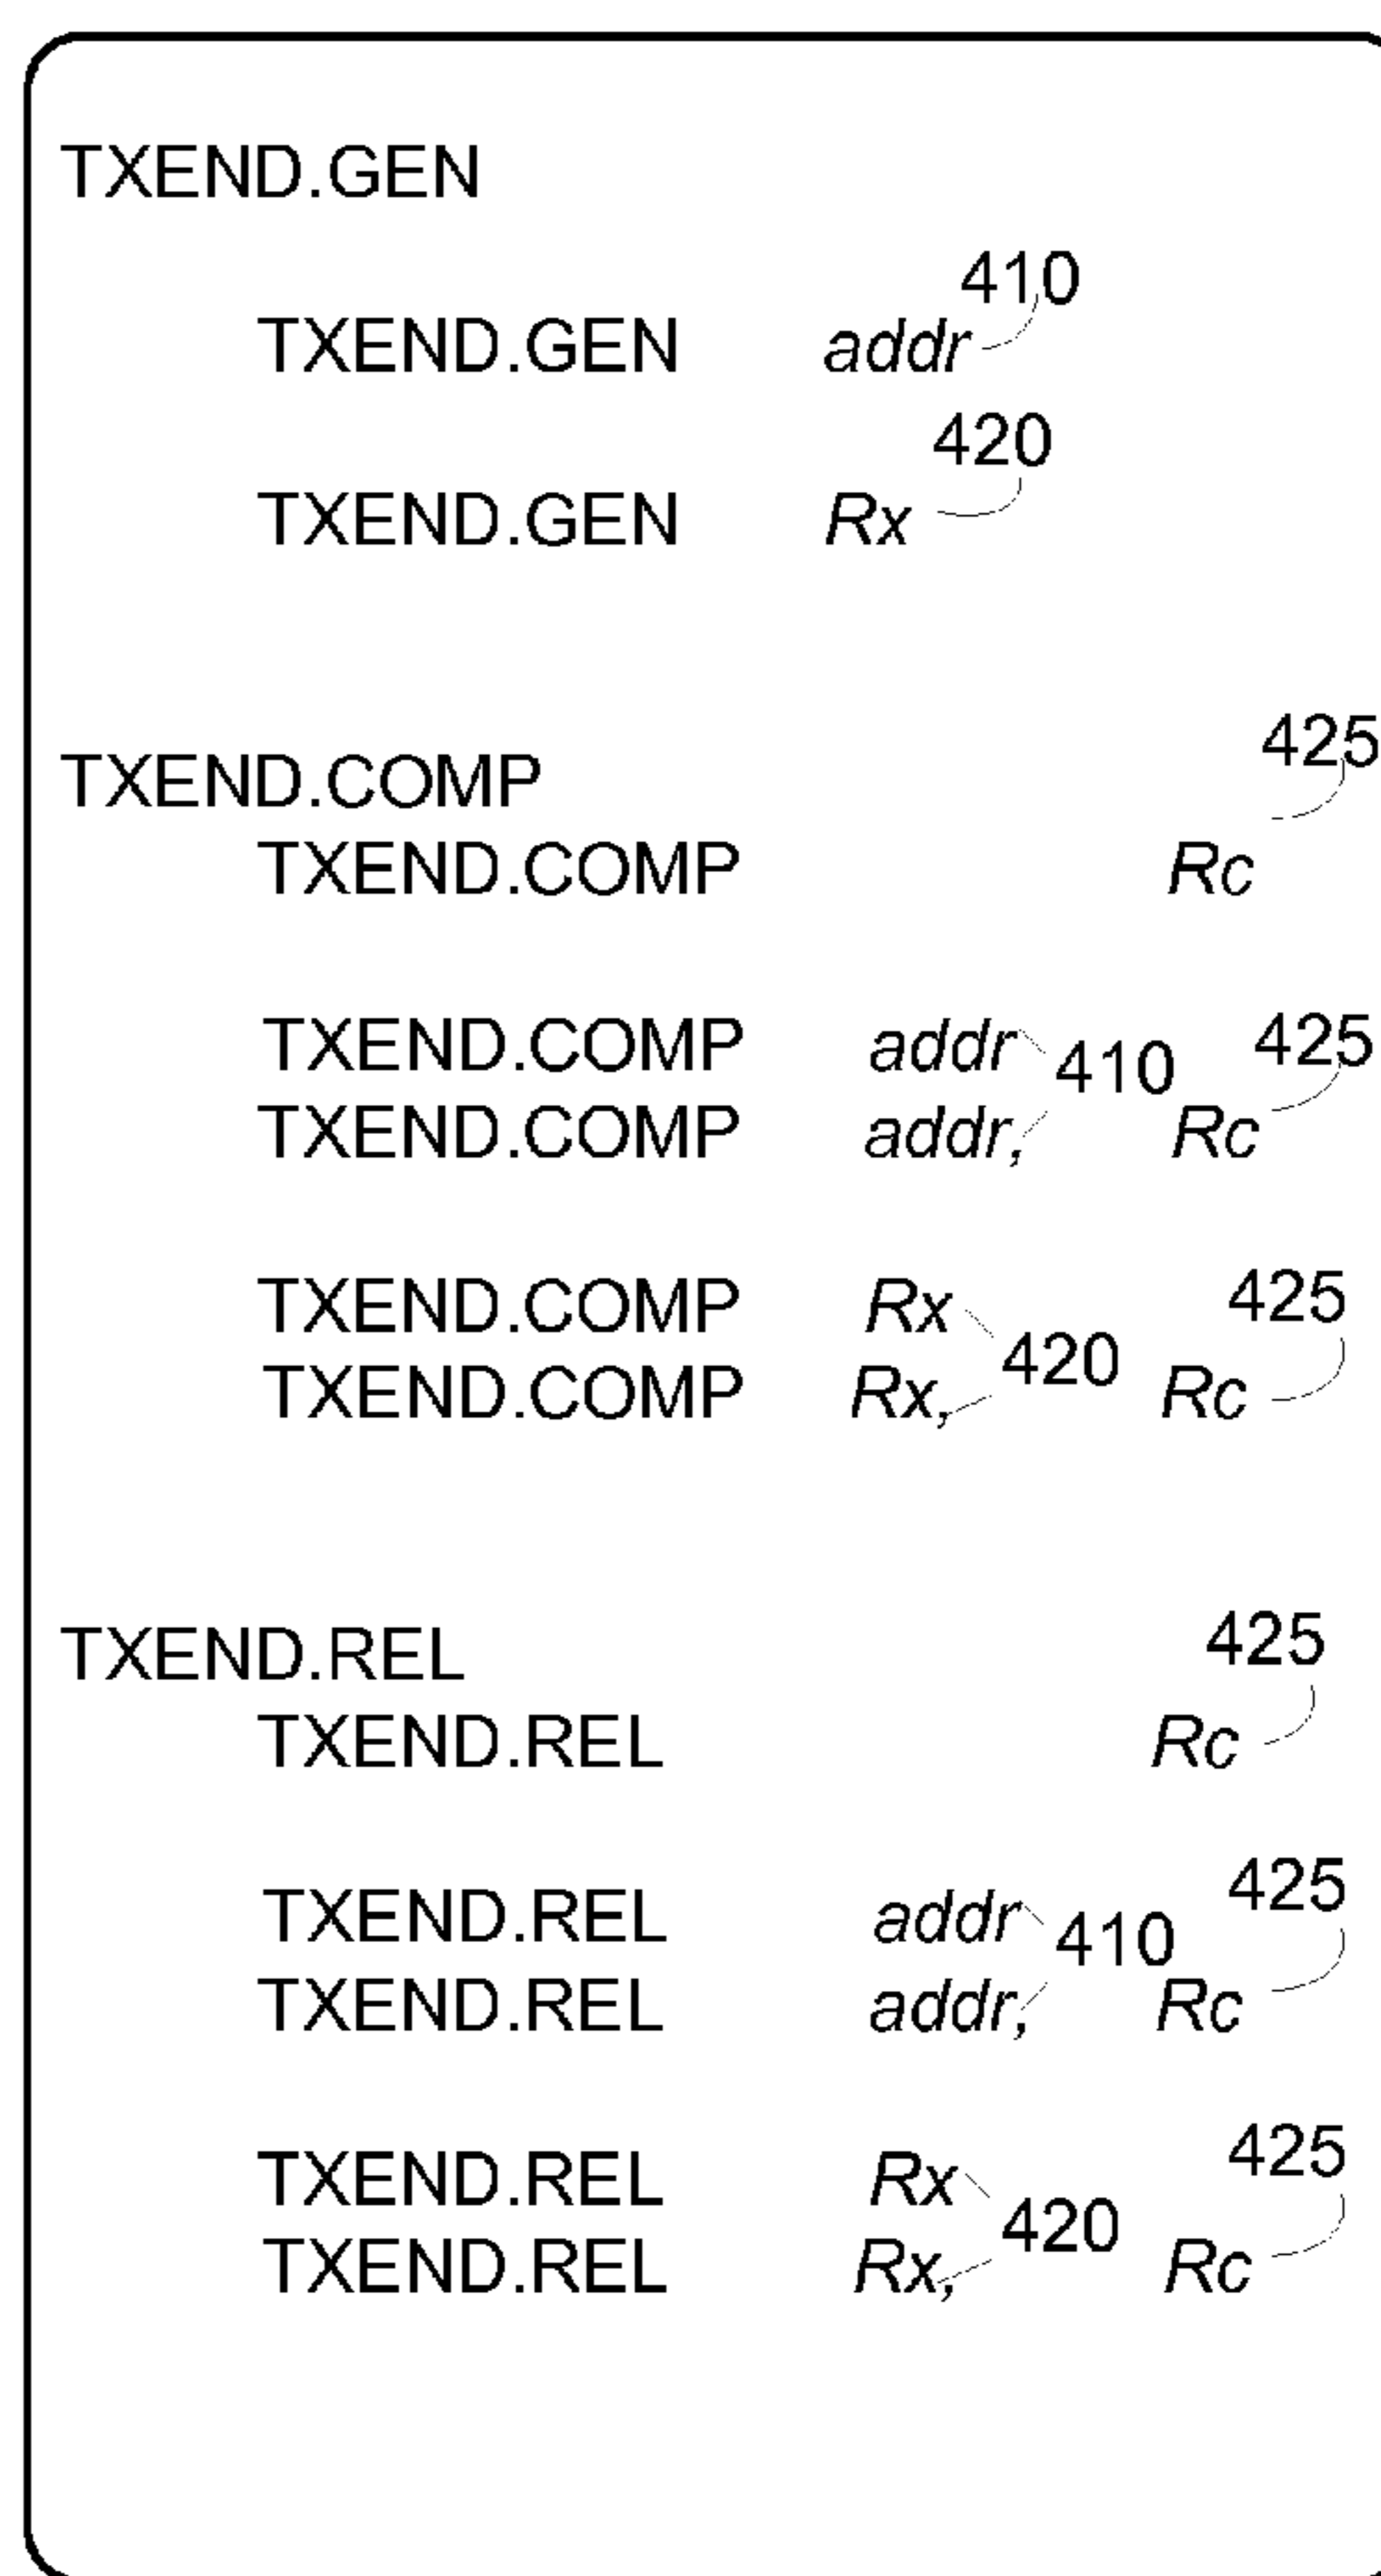 TXEND.GEN
410
TXEND.GEN addr
420
TXEND.GEN Rx
425
TXEND.COMP
TXEND.COMP Rc
TXEND.COMP addr 410 425
TXEND.COMP addr, Rc
TXEND.COMP Rx 420 425
TXEND.COMP Rx, Rc
TXEND.REL 425
TXEND.REL Rc
TXEND.REL addr 410 425
TXEND.REL addr, Rc
TXEND.REL Rx 420 425
TXEND.REL Rx, Rc